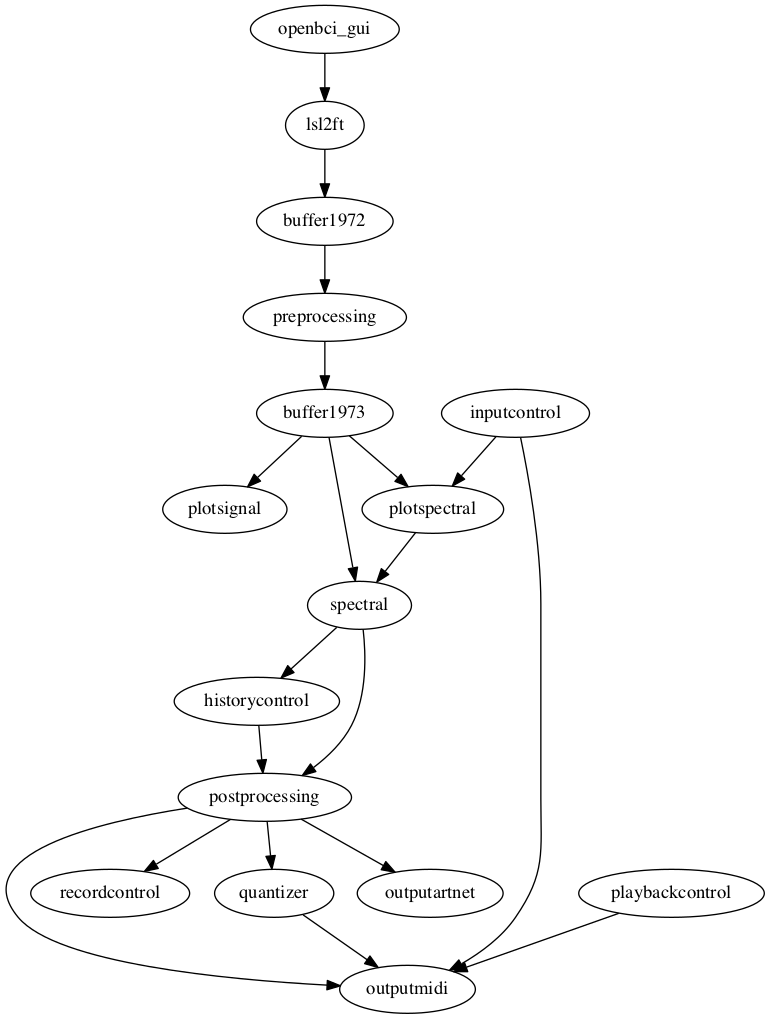 openbci_gui
lsl2ft
buffer1972
preprocessing
buffer1973
inputcontrol
plotsignal
plotspectral
spectral
historycontrol
postprocessing
recordcontrol
quantizer
outputartnet
playbackcontrol
outputmidi